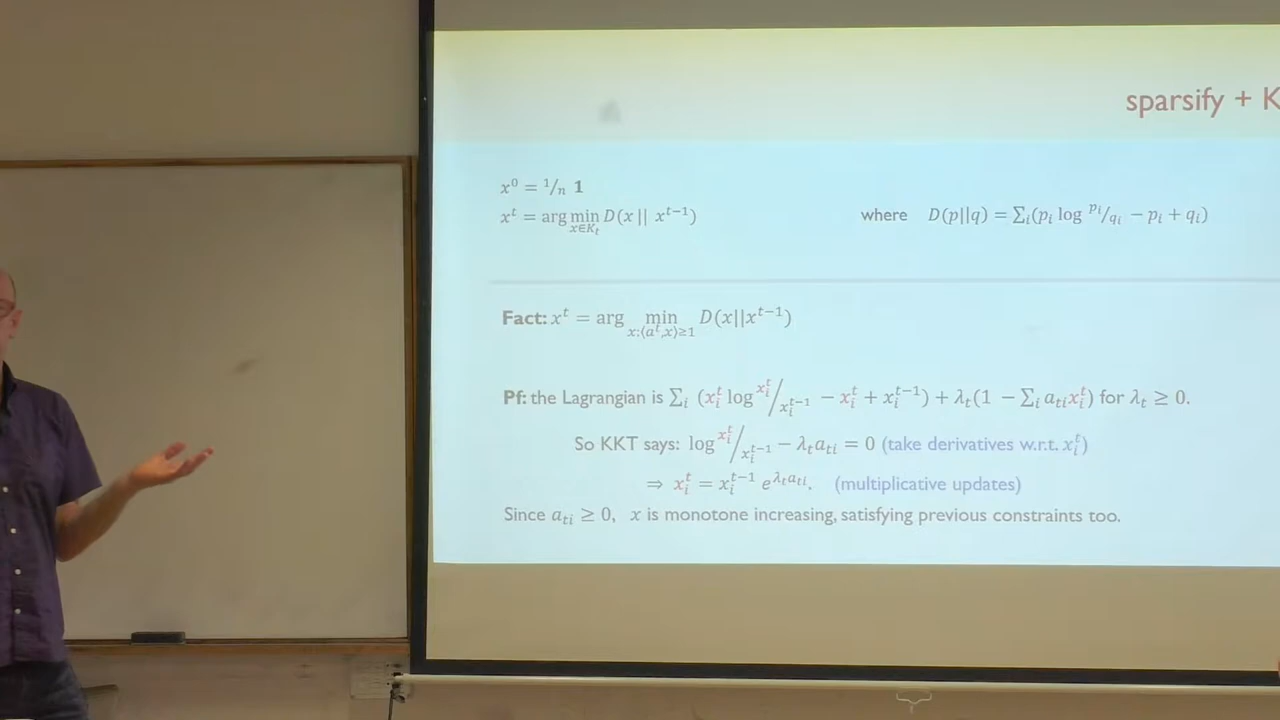 sparsify + K
x⁰ = ¹/ₙ 𝟏
xᵗ = arg min_{x∈Kₜ} D(x || xᵗ⁻¹) where D(p||q) = ∑ᵢ(pᵢ log ᵖⁱ/qᵢ − pᵢ + qᵢ)
Fact: xᵗ = arg min_{x:⟨aᵗ,x⟩≥1} D(x||xᵗ⁻¹)
Pf: the Lagrangian is ∑ᵢ (xᵢᵗ log xᵢᵗ/xᵢᵗ⁻¹ − xᵢᵗ + xᵢᵗ⁻¹) + λₜ(1 − ∑ᵢ aₜᵢxᵢᵗ) for λₜ ≥ 0.
So KKT says: log xᵢᵗ/xᵢᵗ⁻¹ − λₜaₜᵢ = 0 (take derivatives w.r.t. xᵢᵗ)
⇒ xᵢᵗ = xᵢᵗ⁻¹ e^{λₜaₜᵢ}. (multiplicative updates)
Since aₜᵢ ≥ 0, x is monotone increasing, satisfying previous constraints too.